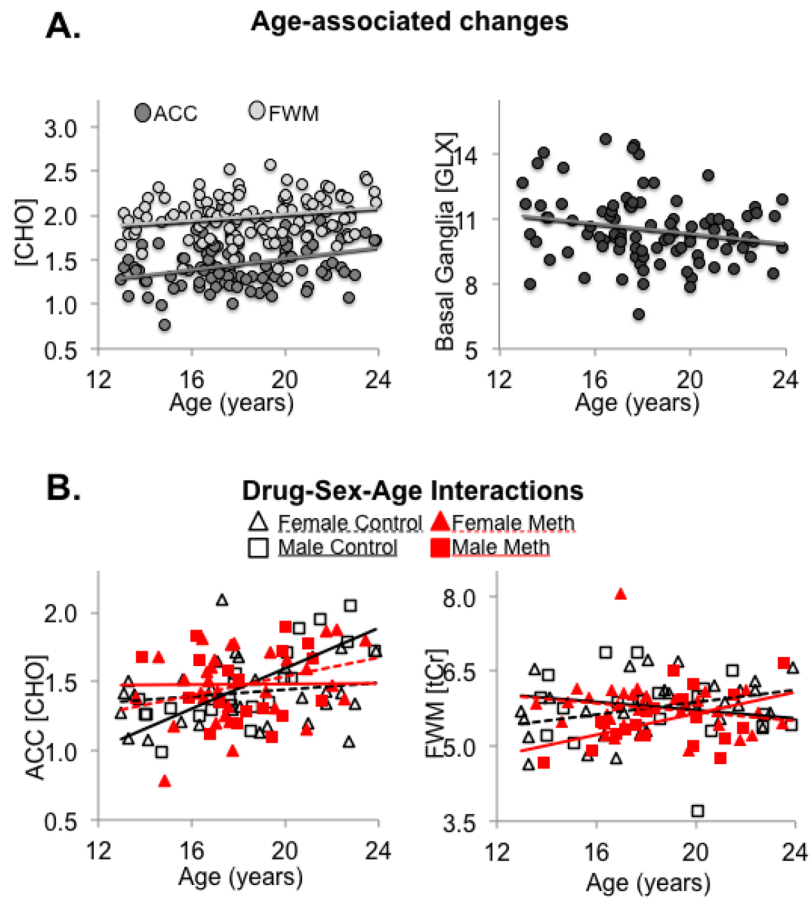 A.
Age-associated changes
ACC FWM
[CHO]
3.0
2.5
2.0
1.5
1.0
0.5
12 16 20 24
Age (years)
Basal Ganglia [GLX]
14
11
8
5
12 16 20 24
Age (years)
B.
Drug-Sex-Age Interactions
Female Control Female Meth
Male Control Male Meth
ACC [CHO]
2.0
1.5
1.0
0.5
12 16 20 24
Age (years)
FWM [tCr]
8.0
6.5
5.0
3.5
12 16 20 24
Age (years)